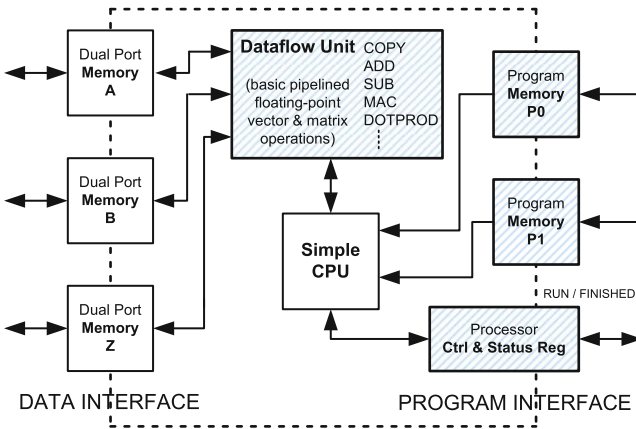 Dual Port
Memory
A
Dual Port
Memory
B
Dual Port
Memory
Z
DATA INTERFACE
Dataflow Unit
(basic pipelined
floating-point
vector & matrix
operations)
COPY
ADD
SUB
MAC
DOTPROD
Simple
CPU
Program
Memory
P0
Program
Memory
P1
RUN / FINISHED
Processor
Ctrl & Status Reg
PROGRAM INTERFACE